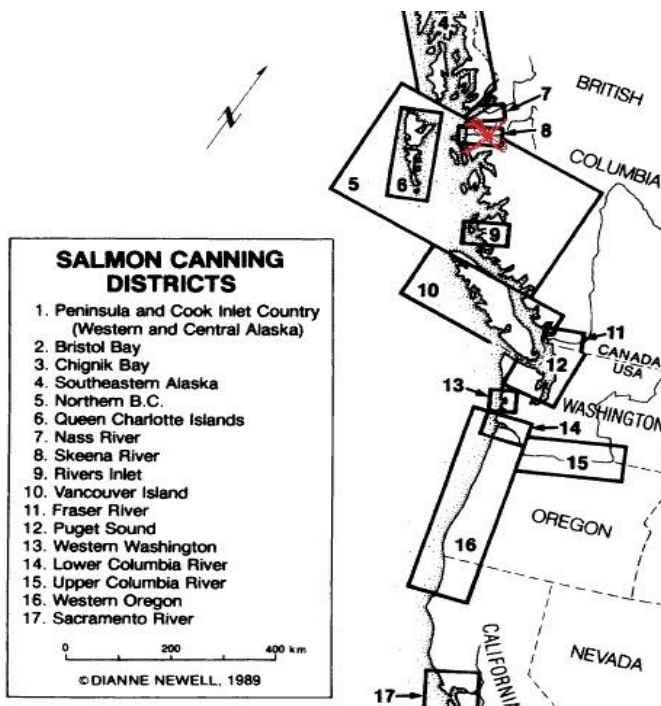 4
7
BRITISH
8
COLUMBIA
5
6
9
10
11
CANADA
USA
12
13
WASHINGTON
14
15
OREGON
16
CALIFORNIA
NEVADA
17
N
SALMON CANNING
DISTRICTS
1. Peninsula and Cook Inlet Country
(Western and Central Alaska)
2. Bristol Bay
3. Chignik Bay
4. Southeastern Alaska
5. Northern B.C.
6. Queen Charlotte Islands
7. Nass River
8. Skeena River
9. Rivers Inlet
10. Vancouver Island
11. Fraser River
12. Puget Sound
13. Western Washington
14. Lower Columbia River
15. Upper Columbia River
16. Western Oregon
17. Sacramento River
0 200 400 km
©DIANNE NEWELL, 1989